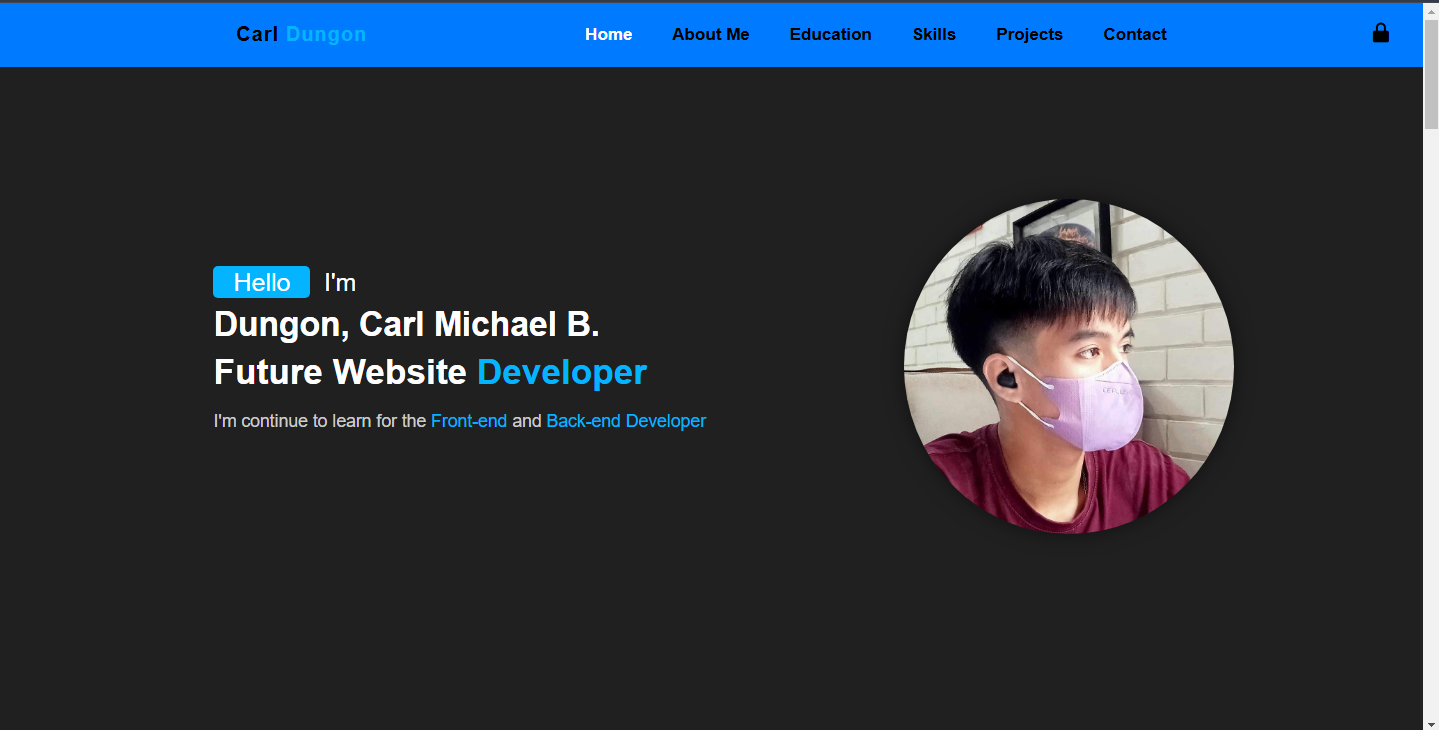 Carl Dungon Home About Me Education Skills Projects Contact
Hello I'm
Dungon, Carl Michael B.
Future Website Developer
I'm continue to learn for the Front-end and Back-end Developer